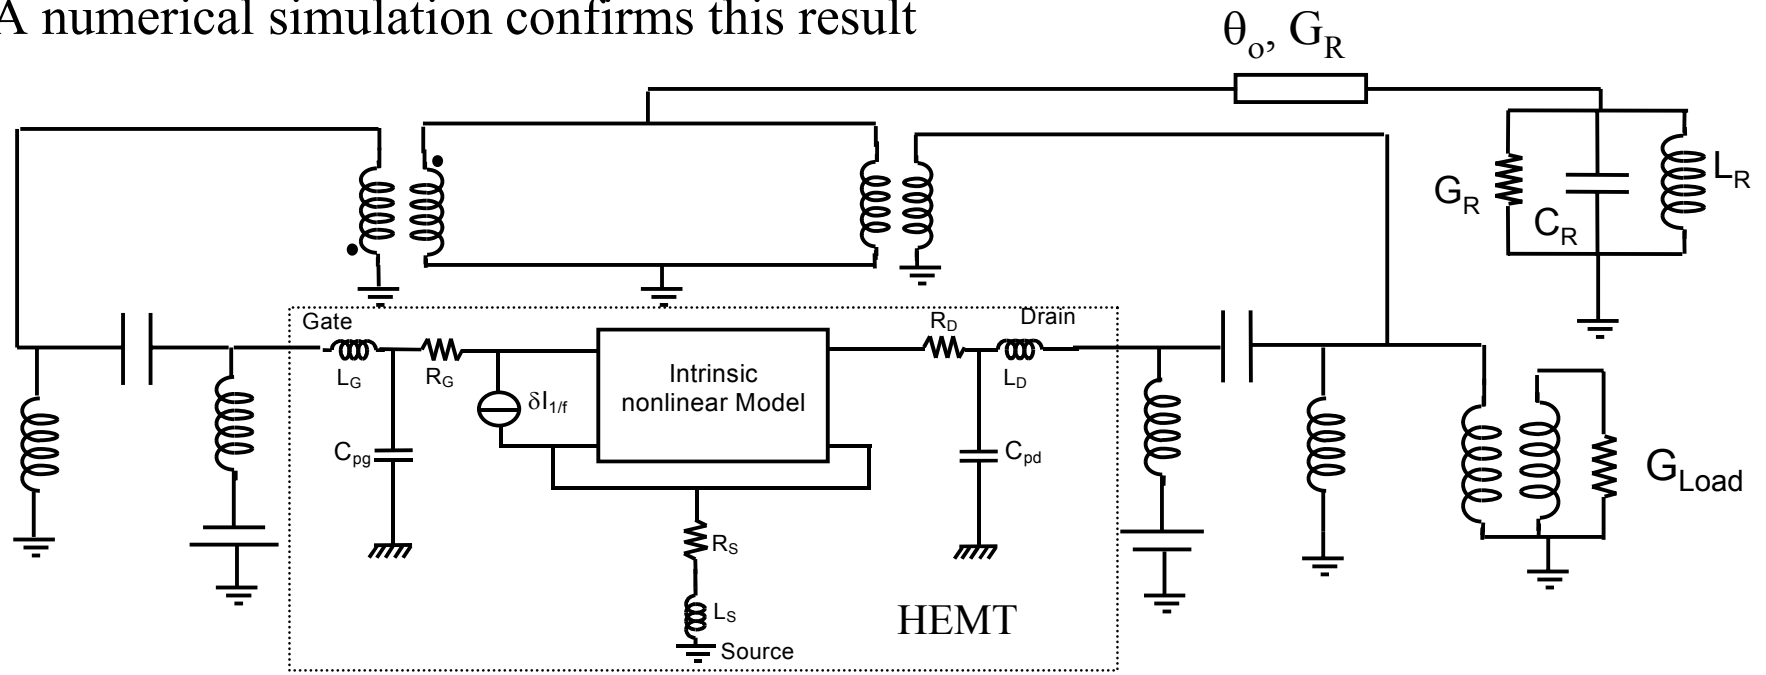 A numerical simulation confirms this result
θo, GR
GR
CR
LR
Gate
LG
RG
δI1/f
Cpg
Intrinsic
nonlinear Model
RD
Drain
LD
Cpd
RS
LS
Source
HEMT
GLoad